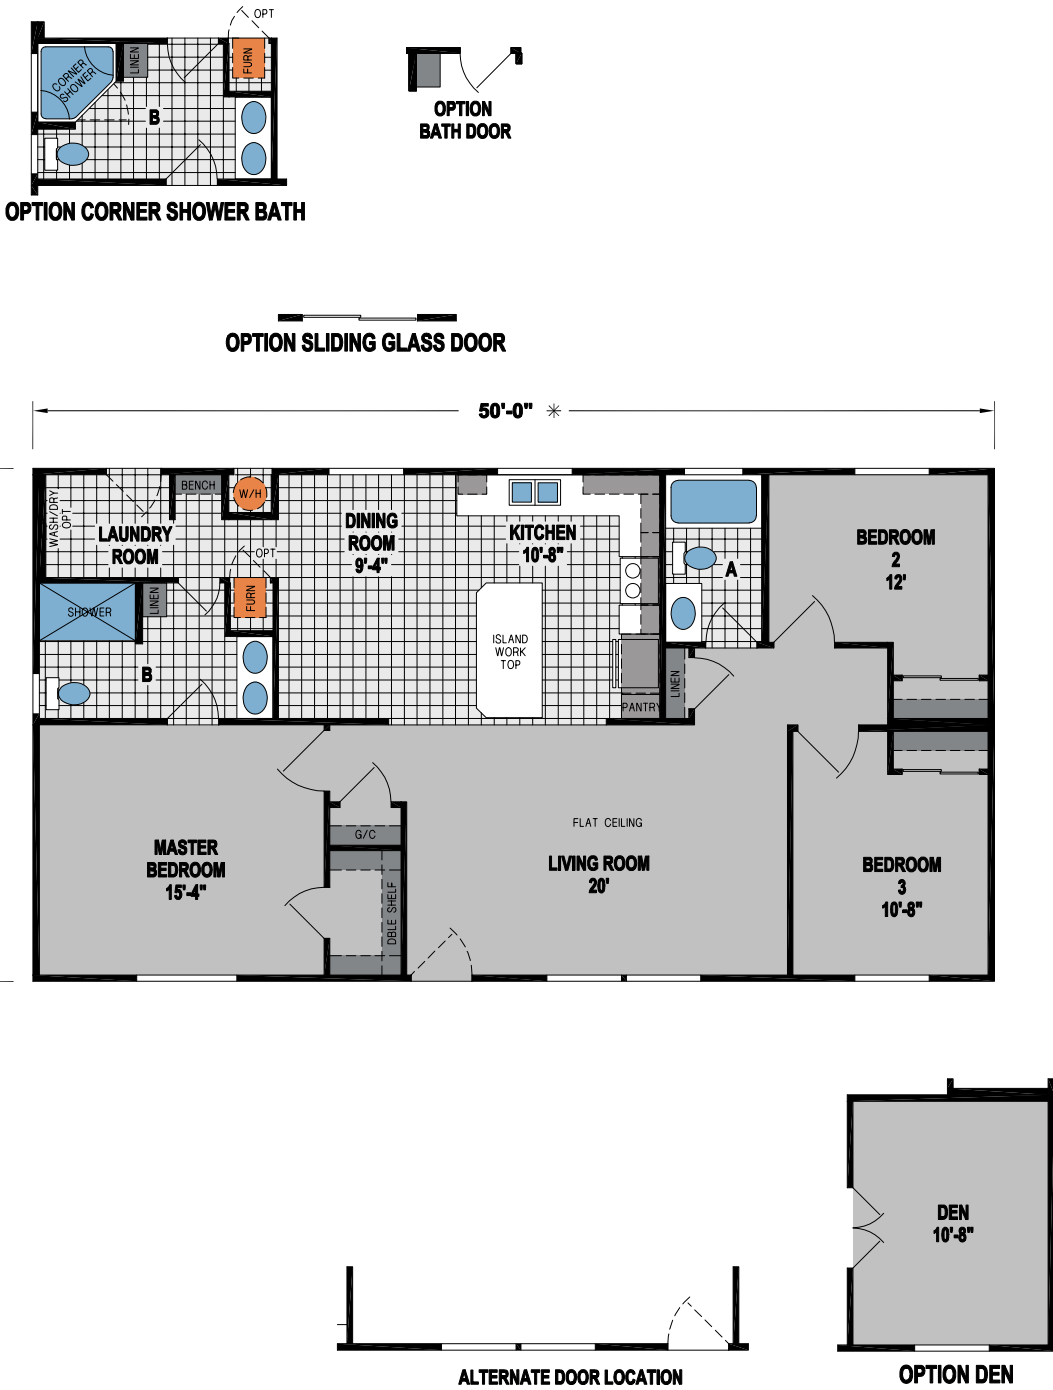 OPT
LINEN
FURN
CORNER
SHOWER
B
OPTION CORNER SHOWER BATH
OPTION
BATH DOOR
OPTION SLIDING GLASS DOOR
50'-0"
WASH/DRY
OPT
BENCH
W/H
LAUNDRY
ROOM
OPT
DINING
ROOM
9'-4"
KITCHEN
10'-8"
A
BEDROOM
2
12'
SHOWER
LINEN
FURN
B
ISLAND
WORK
TOP
LINEN
PANTRY
MASTER
BEDROOM
15'-4"
G/C
DBLE SHELF
FLAT CEILING
LIVING ROOM
20'
BEDROOM
3
10'-8"
DEN
10'-8"
OPTION DEN
ALTERNATE DOOR LOCATION